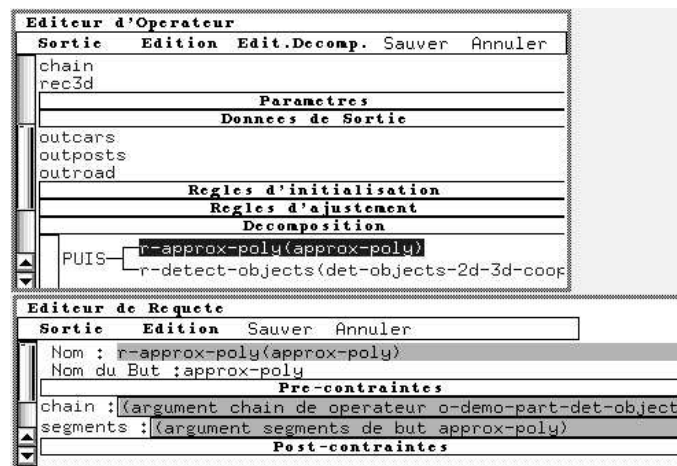 Editeur d'Operateur
Sortie Edition Edit.Decomp. Sauver Annuler
chain
rec3d
Parametres
Donnees de Sortie
outcars
outposts
outroad
Regles d'initialisation
Regles d'ajustement
Decomposition
PUIS
r-approx-poly(approx-poly)
r-detect-objects(det-objects-2d-3d-coop
Editeur de Requete
Sortie Edition Sauver Annuler
Nom : r-approx-poly(approx-poly)
Nom du But :approx-poly
Pre-contraintes
chain :(argument chain de operateur o-demo-part-det-object
segments :(argument segments de but approx-poly)
Post-contraintes